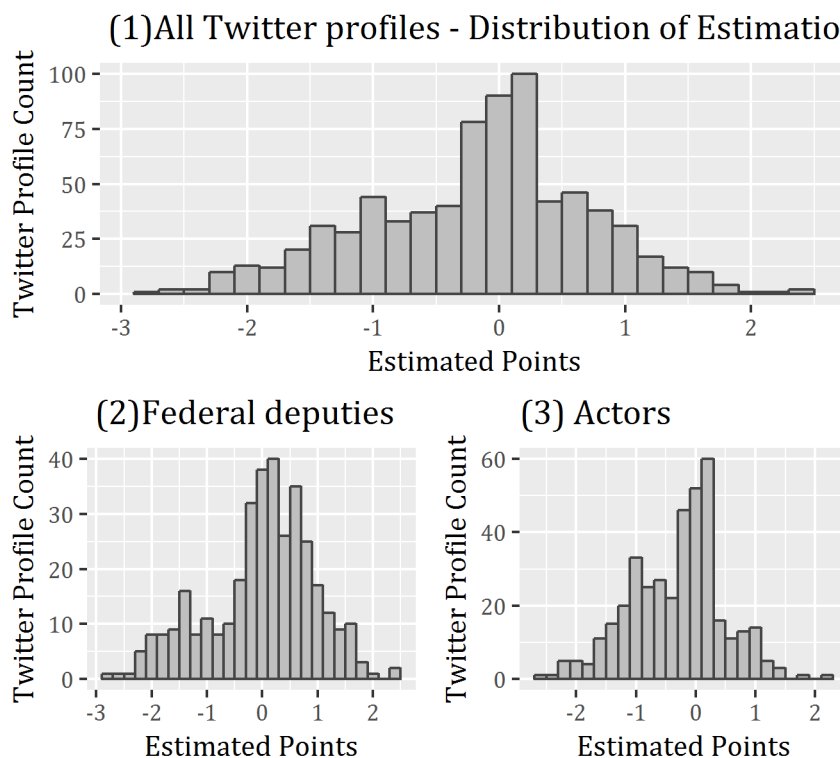 (1)All Twitter profiles - Distribution of Estimatio
Twitter Profile Count
100
75
50
25
0
-3 -2 -1 0 1 2
Estimated Points
(2)Federal deputies
Twitter Profile Count
40
30
20
10
0
-3 -2 -1 0 1 2
Estimated Points
(3) Actors
Twitter Profile Count
60
40
20
0
-2 -1 0 1 2
Estimated Points